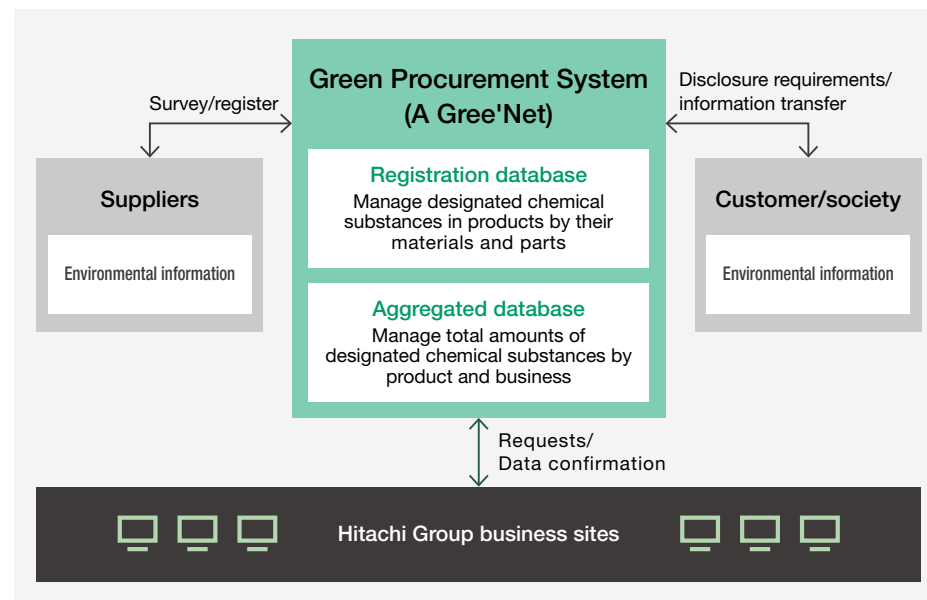 Green Procurement System
(A Gree'Net)
Survey/register
Disclosure requirements/
information transfer
Suppliers
Environmental information
Registration database
Manage designated chemical
substances in products by their
materials and parts
Aggregated database
Manage total amounts of
designated chemical substances by
product and business
Customer/society
Environmental information
Requests/
Data confirmation
Hitachi Group business sites